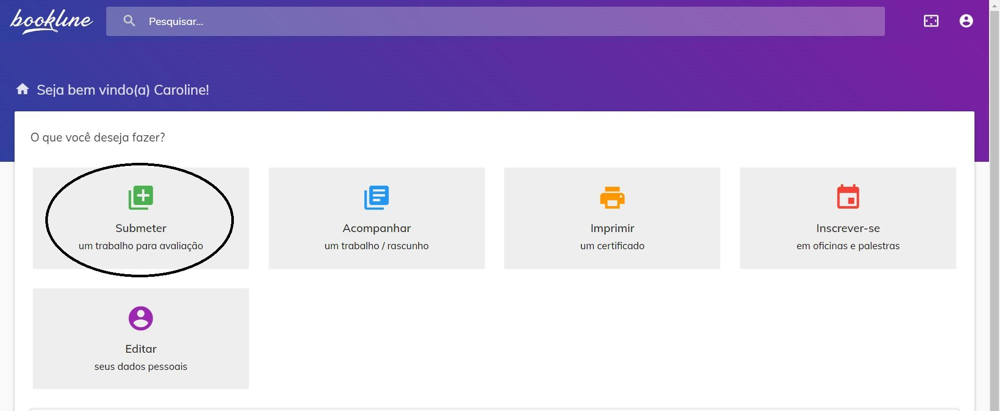 bookline
Pesquisar...
Seja bem vindo(a) Caroline!
O que você deseja fazer?
Submeter
um trabalho para avaliação
Acompanhar
um trabalho / rascunho
Imprimir
um certificado
Inscrever-se
em oficinas e palestras
Editar
seus dados pessoais